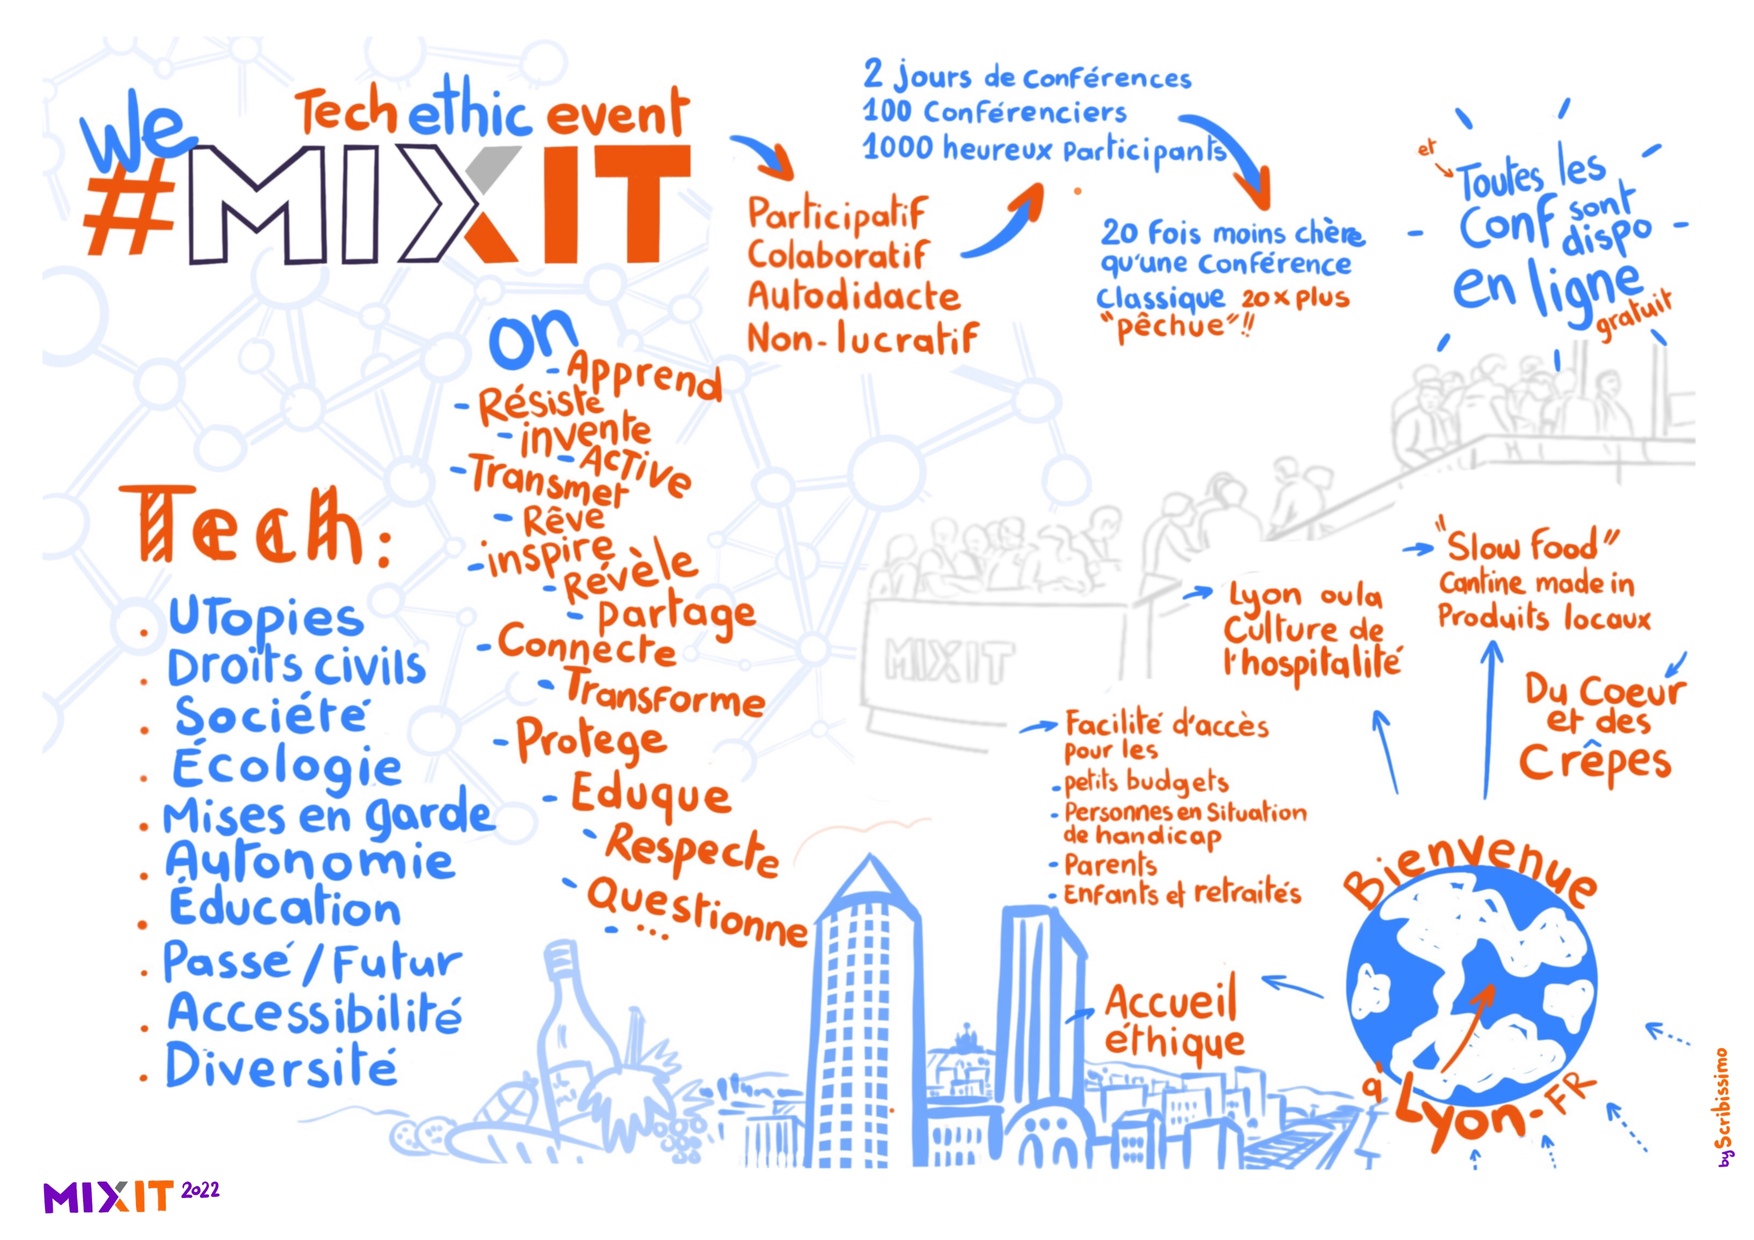 We
Tech ethic event
#MIXIT
2 jours de conférences
100 Conférenciers
1000 heureux Participants
Participatif
Colaboratif
Autodidacte
Non-lucratif
20 Fois moins chère
qu'une Conférence
Classique 20 x plus
"pêchue"!!
et
Toutes les
Conf sont
dispo
en ligne
gratuit
on
- Apprend
- Résiste
- invente
- Active
- Transmet
- Rêve
- inspire
- Révèle
- partage
- Connecte
- Transforme
- Protege
- Eduque
- Respecte
- Questionne
- ...
Tech:
. Utopies
. Droits civils
. Société
. Écologie
. Mises en garde
. Autonomie
. Éducation
. Passé / Futur
. Accessibilité
. Diversité
MIXIT
"Slow food"
Cantine made in
Produits locaux
Lyon ou la
Culture de
l'hospitalité
Du Coeur
et des
Crêpes
Facilité d'accès
pour les
- petits budgets
- Personnes en Situation
de handicap
- Parents
- Enfants et retraités
Accueil
éthique
Bienvenue
à Lyon-FR
by Scribissimo
MIXIT 2022